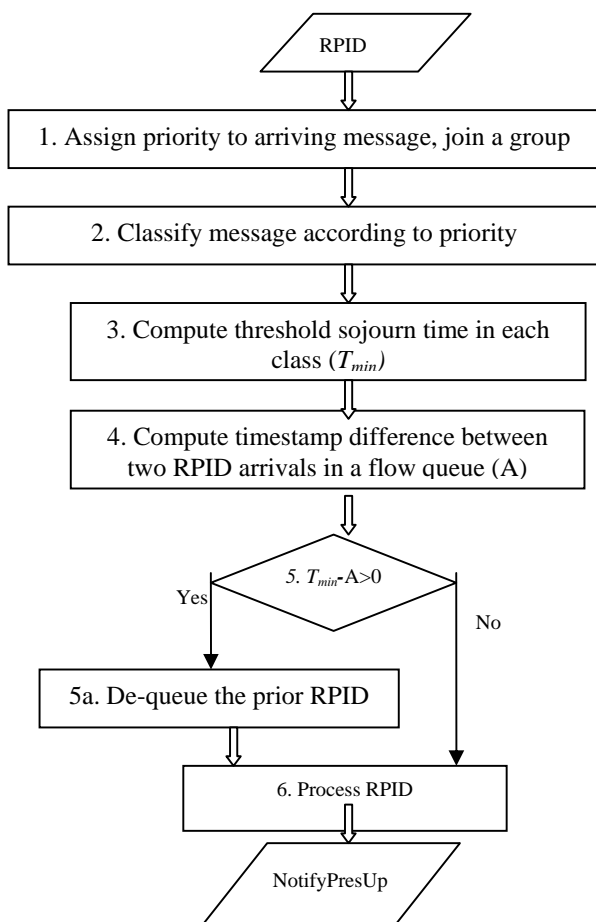 RPID
1. Assign priority to arriving message, join a group
2. Classify message according to priority
3. Compute threshold sojourn time in each
class (Tmin)
4. Compute timestamp difference between
two RPID arrivals in a flow queue (A)
5. Tmin-A>0
Yes
No
5a. De-queue the prior RPID
6. Process RPID
NotifyPresUp